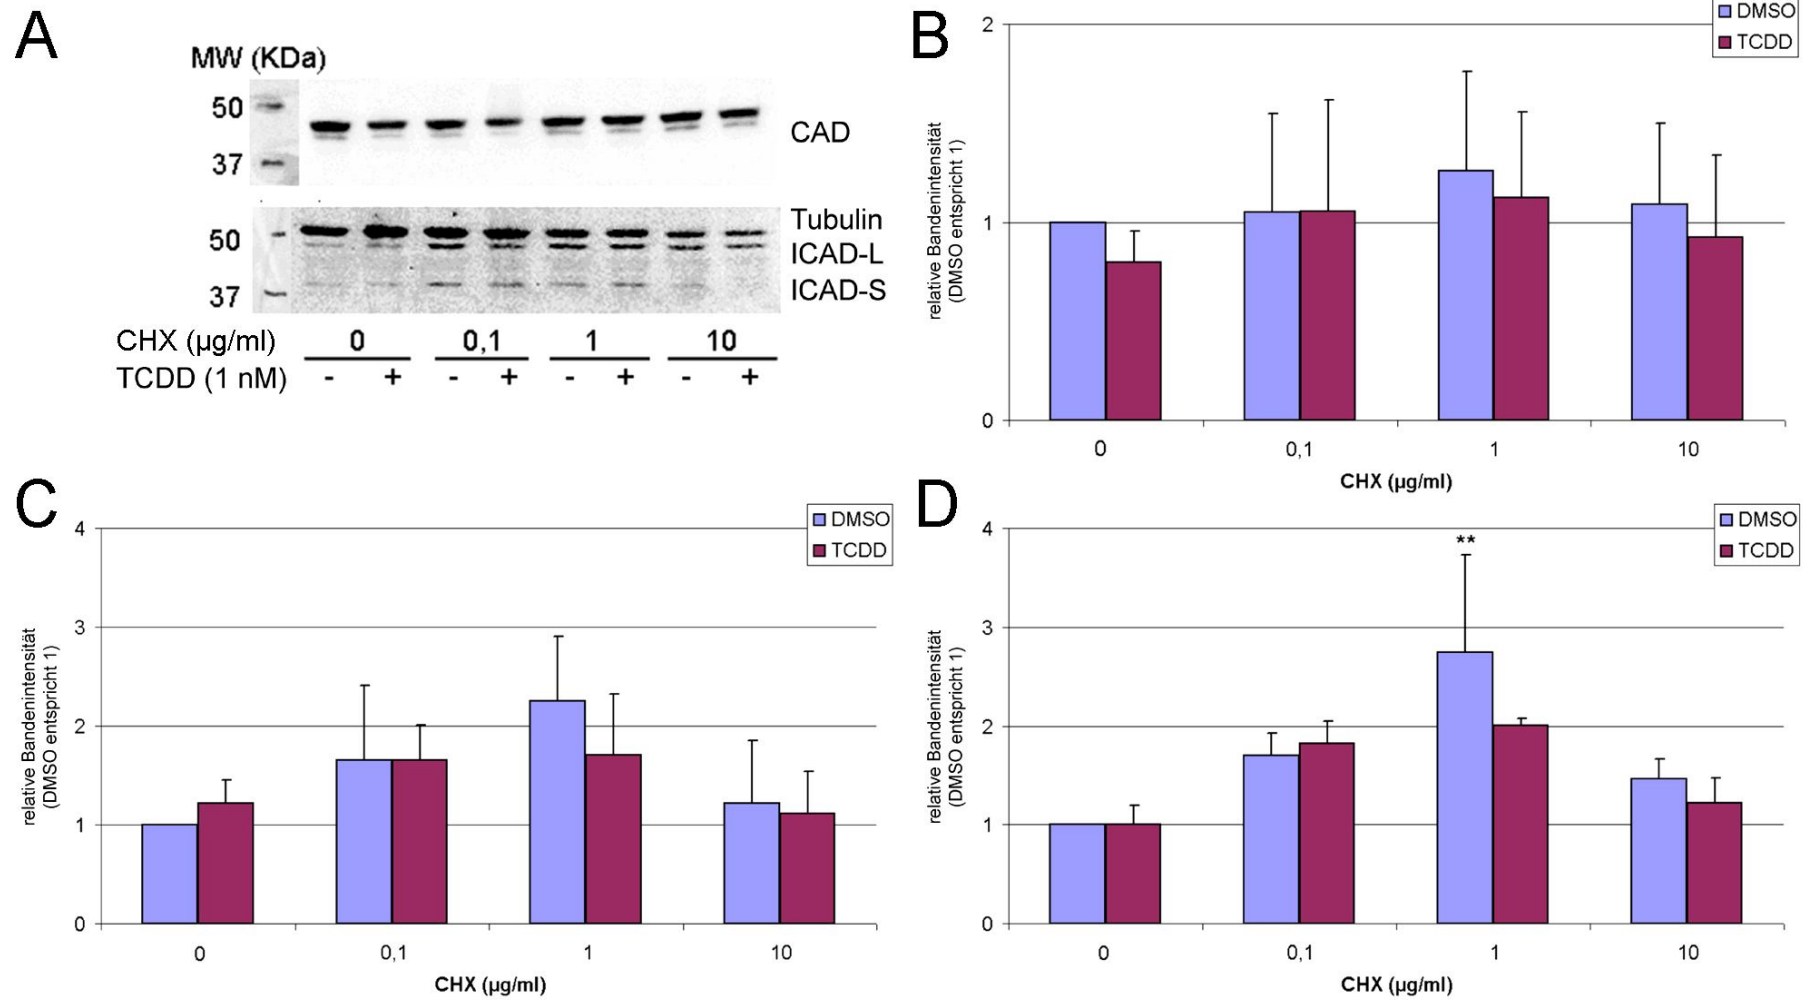 A
MW (KDa)
50
37
CAD
50
37
Tubulin
ICAD-L
ICAD-S
CHX (µg/ml) 0 0,1 1 10
TCDD (1 nM) - + - + - + - +
B
DMSO
TCDD
relative Bandenintensität
(DMSO entspricht 1)
2
1
0
0 0,1 1 10
CHX (µg/ml)
C
DMSO
TCDD
relative Bandenintensität
(DMSO entspricht 1)
4
3
2
1
0
0 0,1 1 10
CHX (µg/ml)
D
DMSO
TCDD
**
relative Bandenintensität
(DMSO entspricht 1)
4
3
2
1
0
0 0,1 1 10
CHX (µg/ml)